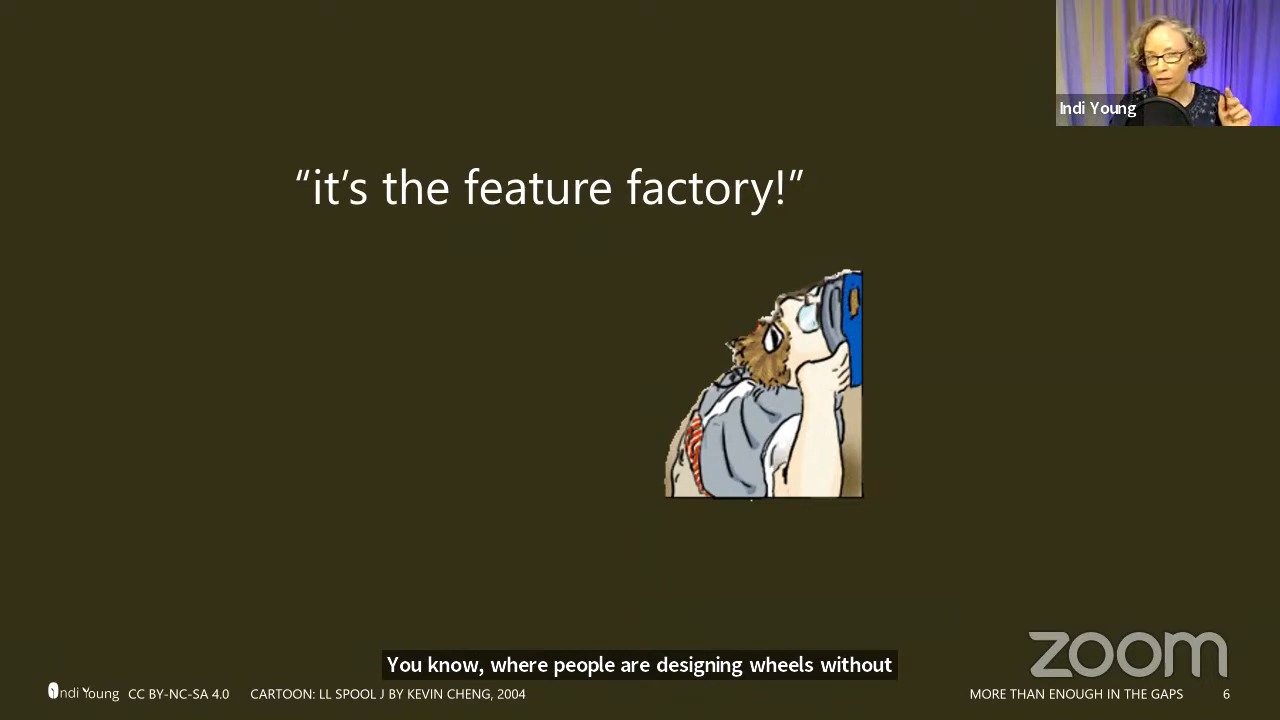 Indi Young
“it’s the feature factory!”
zoom
You know, where people are designing wheels without
Indi Young CC BY-NC-SA 4.0 CARTOON: LL SPOOL J BY KEVIN CHENG, 2004 MORE THAN ENOUGH IN THE GAPS 6